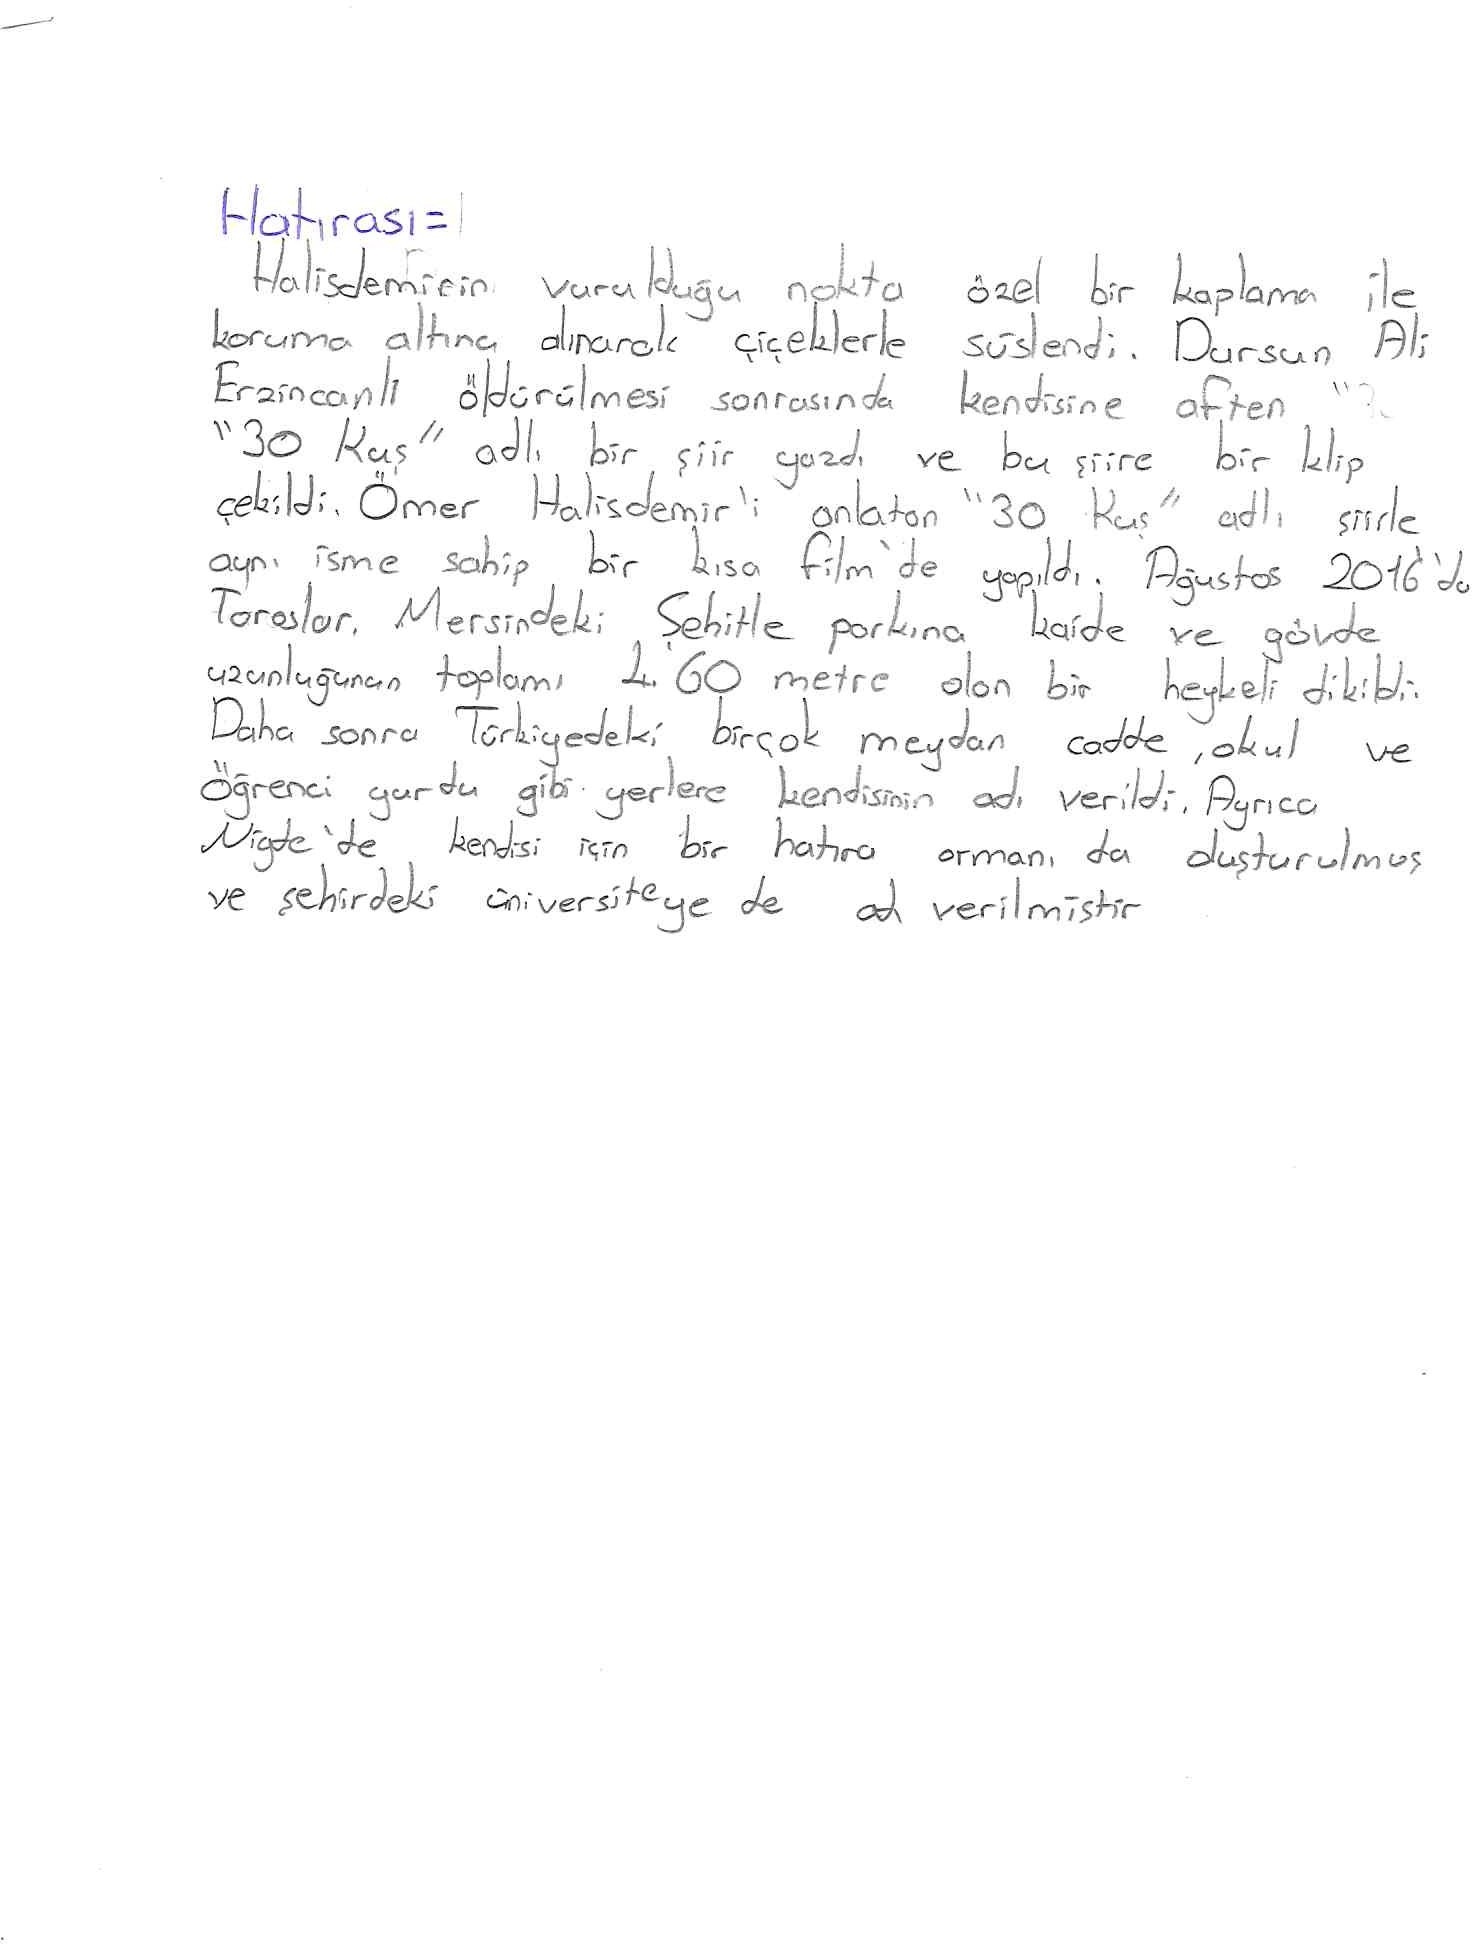 Hatırası=
Halisdemirin vurulduğu nokta özel bir kaplama ile
koruma altına alınarak çiçeklerle süslendi. Dursun Ali
Erzincanlı öldürülmesi sonrasında kendisine aften
"30 Kuş" adlı bir şiir yazdı ve bu şiire bir klip
çekildi. Ömer Halisdemir'i anlatan "30 Kuş" adlı şiirle
aynı isme sahip bir kısa film'de yapıldı. Ağustos 2016'da
Toroslar, Mersindeki Şehitle parkına kaide ve gövde
uzunluğunun toplamı 4.60 metre olan bir heykeli dikildi.
Daha sonra Türkiyedeki birçok meydan cadde, okul ve
Öğrenci yurdu gibi yerlere kendisinin adı verildi. Ayrıca
Niğde'de kendisi için bir hatıra ormanı da oluşturulmuş
ve şehirdeki üniversiteye de adı verilmiştir